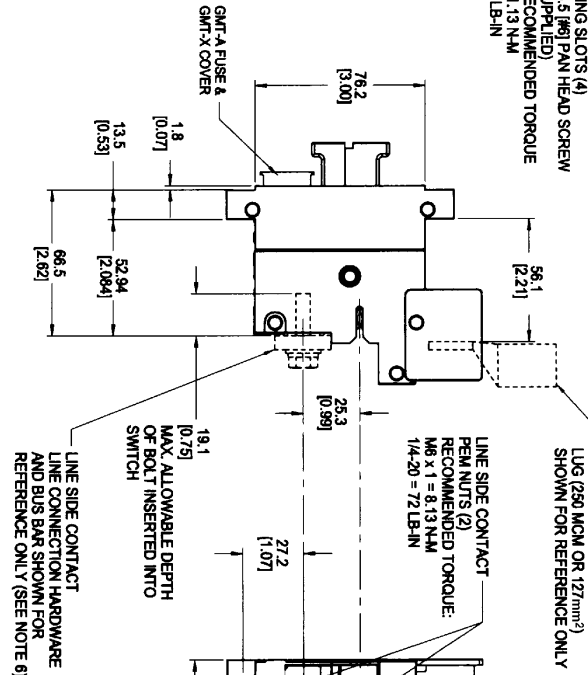 ING SLOTS (4)
.5 [#6] PAN HEAD SCREW
UPPLIED)
ECOMMENDED TORQUE
.13 N-M
LB-IN
GMT-A FUSE &
GMT-X COVER
76.2
[3.00]
1.8
[0.07]
13.5
[0.53]
52.94
[2.084]
66.5
[2.62]
56.1
[2.21]
25.3
[0.99]
19.1
[0.75]
MAX. ALLOWABLE DEPTH
OF BOLT INSERTED INTO
SWITCH
27.2
[1.07]
LUG (250 MCM OR 127mm²)
SHOWN FOR REFERENCE ONLY
LINE SIDE CONTACT
PEM NUTS (2)
RECOMMENDED TORQUE:
M6 x 1 = 8.13 N-M
1/4-20 = 72 LB-IN
LINE SIDE CONTACT
LINE CONNECTION HARDWARE
AND BUS BAR SHOWN FOR
REFERENCE ONLY (SEE NOTE 6)